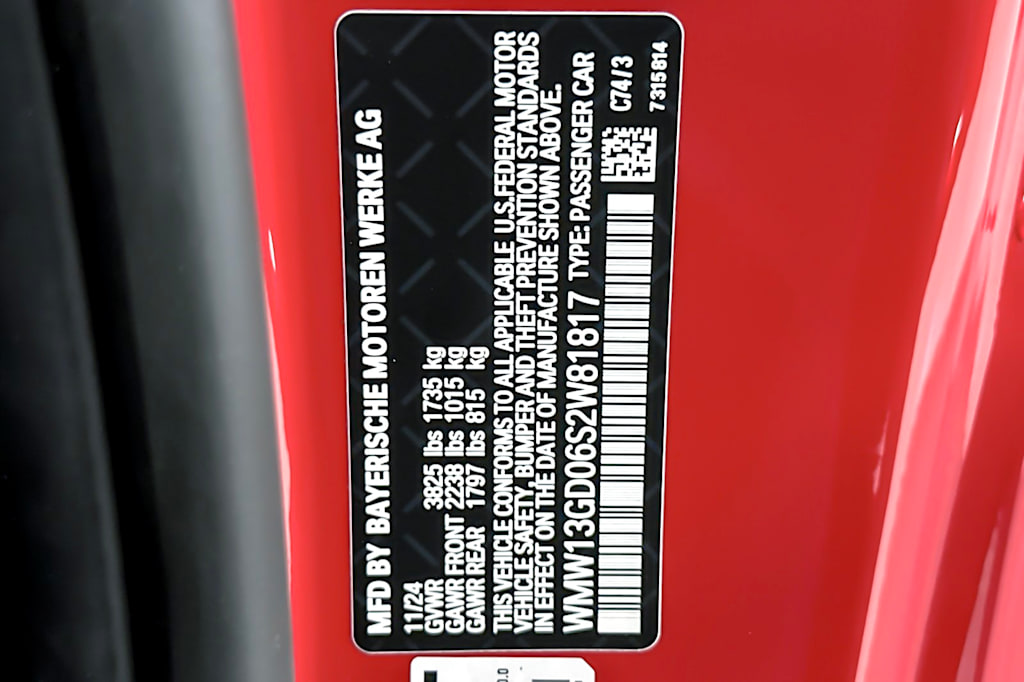 MFD BY BAYERISCHE MOTOREN WERKE AG
11/24
GVWR 3825 lbs 1735 kg
GAWR FRONT 2238 lbs 1015 kg
GAWR REAR 1797 lbs 815 kg
THIS VEHICLE CONFORMS TO ALL APPLICABLE U.S. FEDERAL MOTOR
VEHICLE SAFETY, BUMPER AND THEFT PREVENTION STANDARDS
IN EFFECT ON THE DATE OF MANUFACTURE SHOWN ABOVE.
WMW13GD06S2W81817 TYPE: PASSENGER CAR
C74/3
7315814